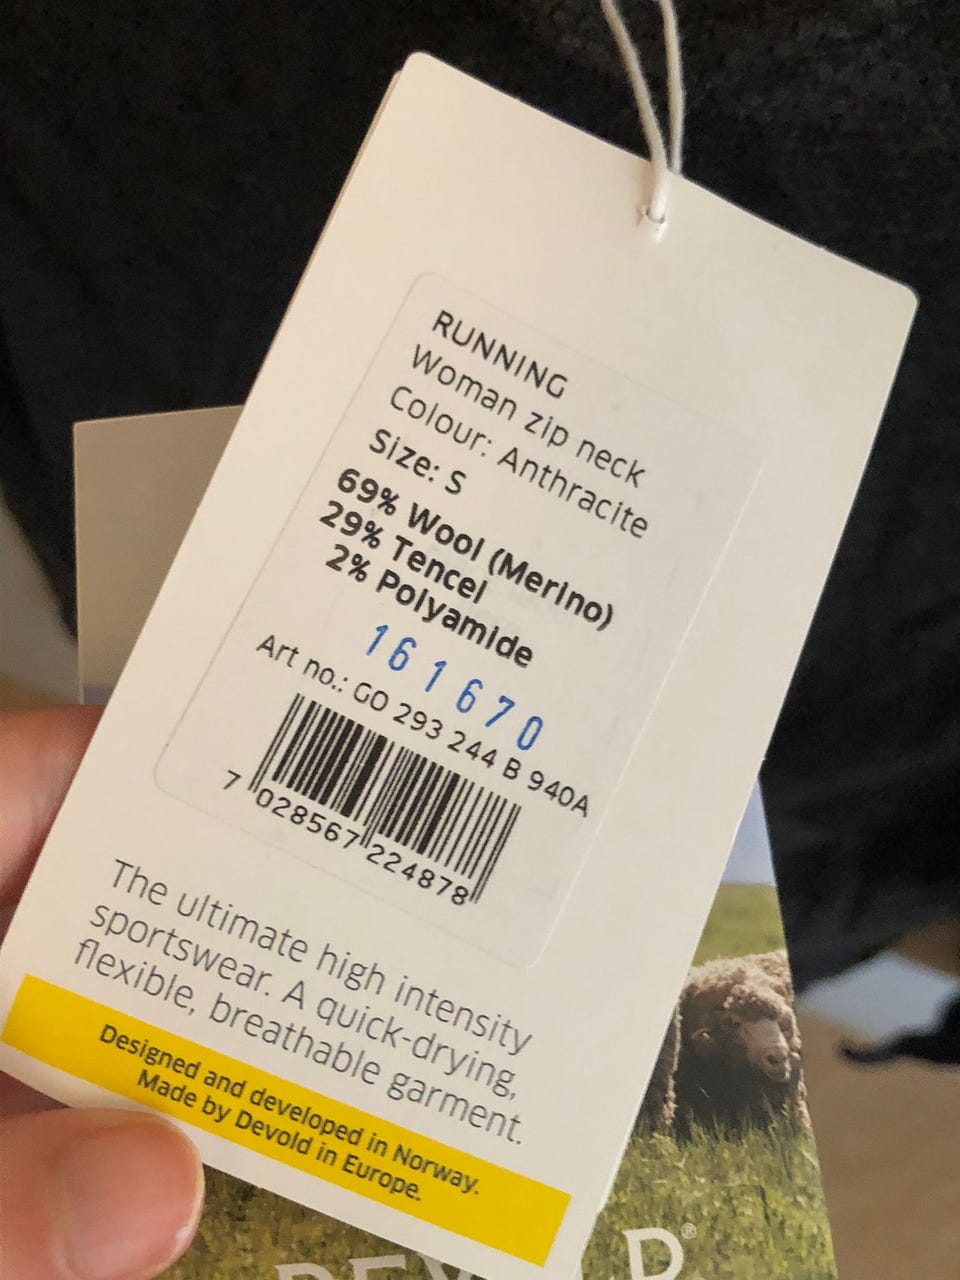 RUNNING
Woman zip neck
Colour: Anthracite
Size: S
69% Wool (Merino)
29% Tencel
2% Polyamide
161670
Art no.: GO 293 244 B 940A
7 028567 224878
The ultimate high intensity
sportswear. A quick-drying,
flexible, breathable garment.
Designed and developed in Norway.
Made by Devold in Europe.